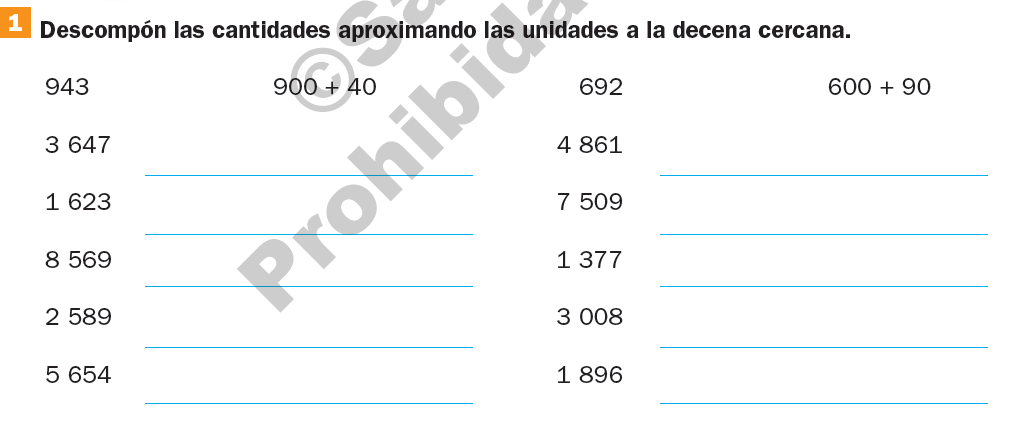 1 Descompón las cantidades aproximando las unidades a la decena cercana.
943 900 + 40 692 600 + 90
3 647 4 861
1 623 7 509
8 569 1 377
2 589 3 008
5 654 1 896
©Sa
Prohibida